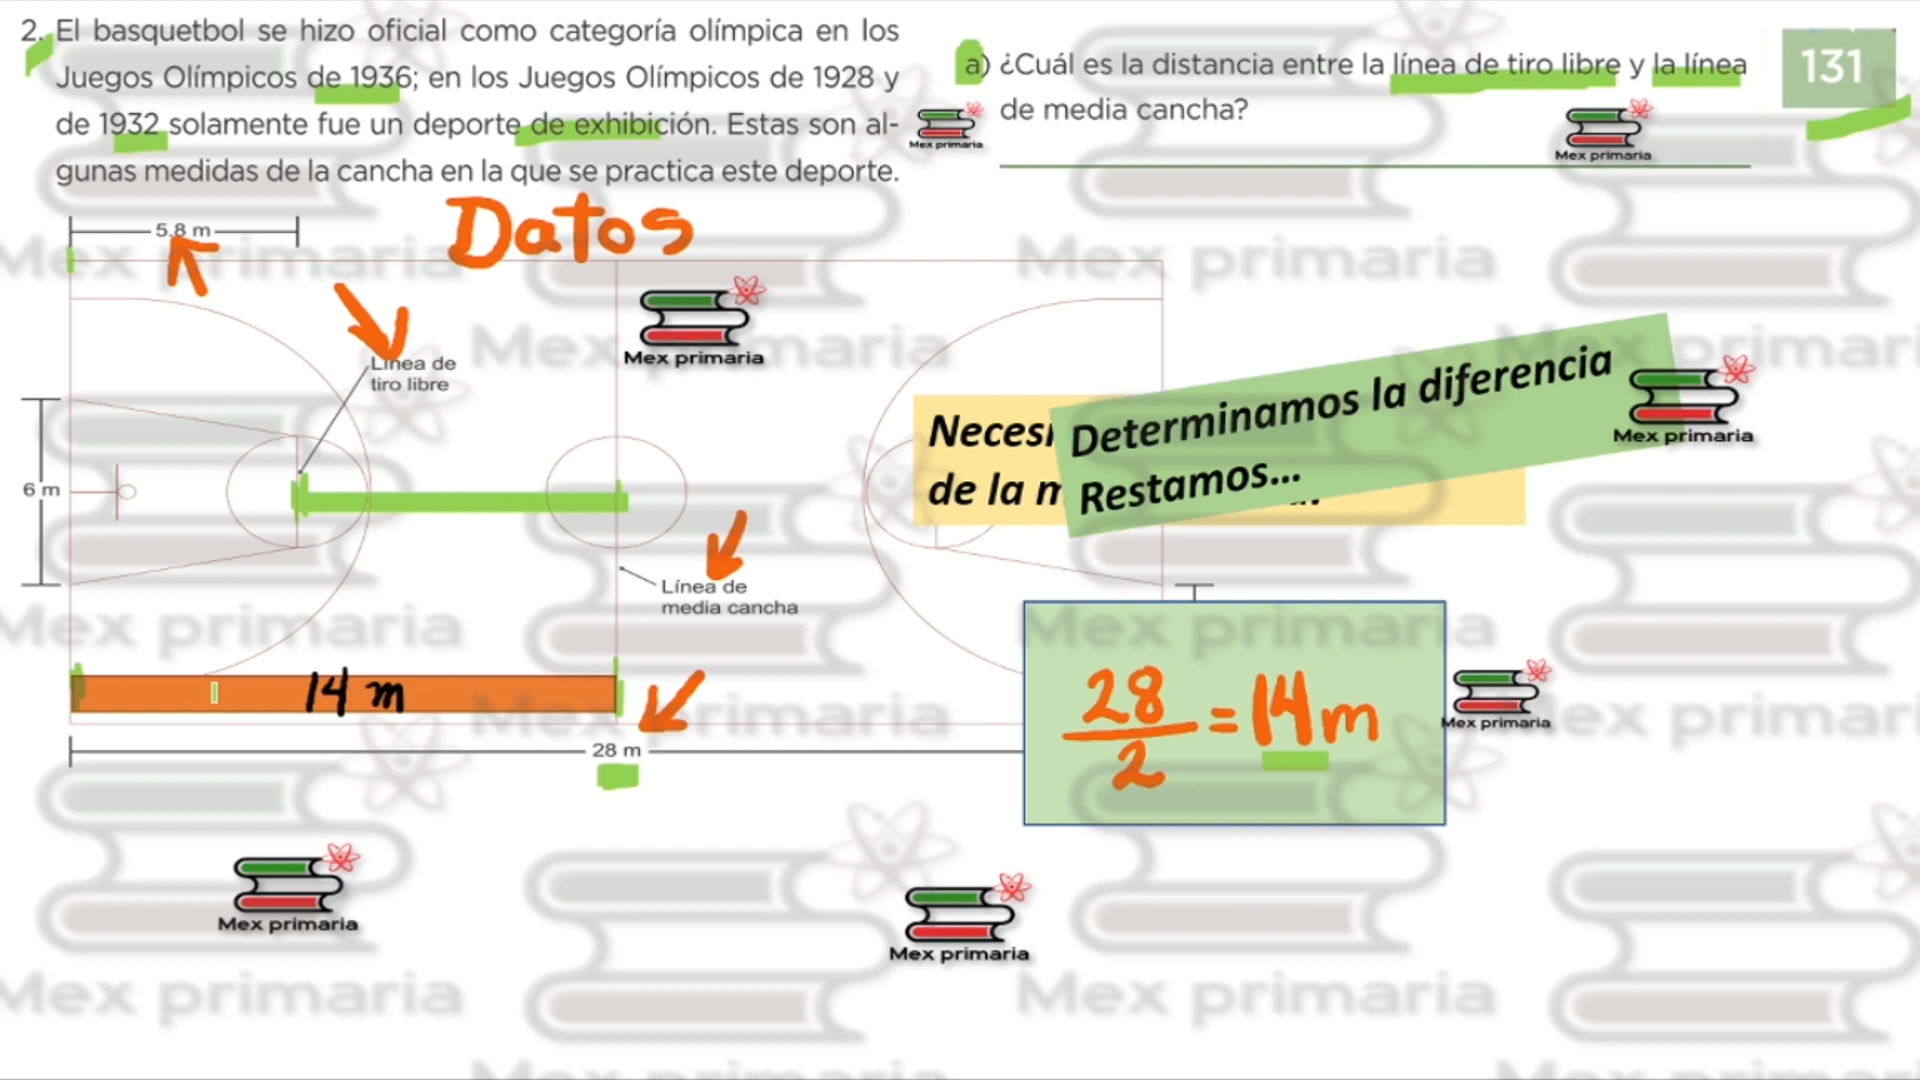 2. El basquetbol se hizo oficial como categoría olímpica en los
Juegos Olímpicos de 1936; en los Juegos Olímpicos de 1928 y
de 1932 solamente fue un deporte de exhibición. Estas son al-
gunas medidas de la cancha en la que se practica este deporte.
a) ¿Cuál es la distancia entre la línea de tiro libre y la línea
de media cancha?
131
Mex primaria
Mex primaria
5.8 m
Datos
Mex primaria
Línea de
tiro libre
6 m
Línea de
media cancha
14 m
28 m
Determinamos la diferencia
Restamos...
Mex primaria
de la
28
2
= 14 m
Mex primaria
Mex primaria
Mex primaria